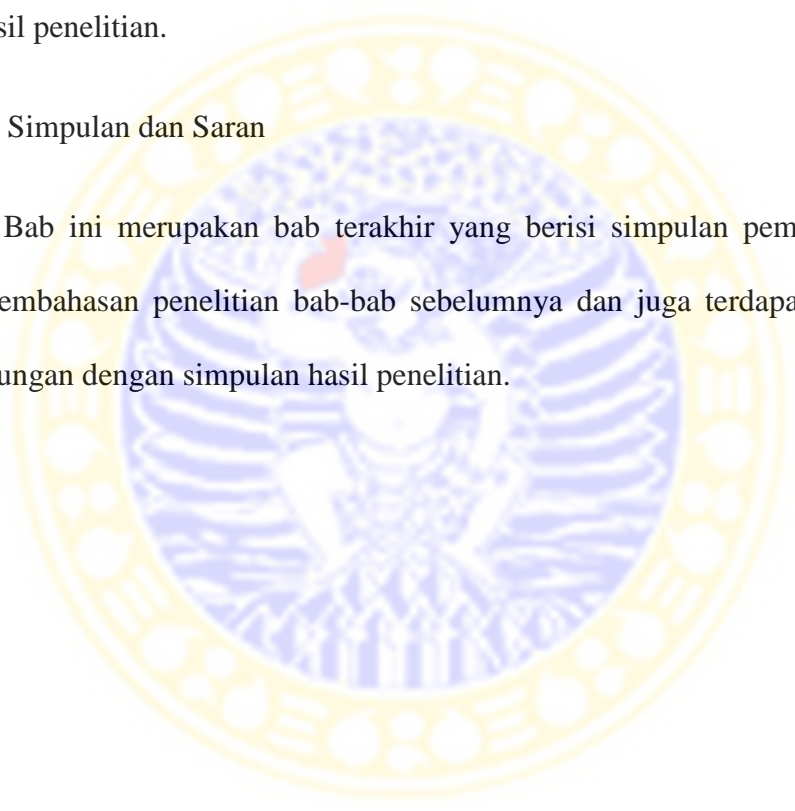 sil penelitian.
Simpulan dan Saran
Bab ini merupakan bab terakhir yang berisi simpulan pem
embahasan penelitian bab-bab sebelumnya dan juga terdapa
ungan dengan simpulan hasil penelitian.